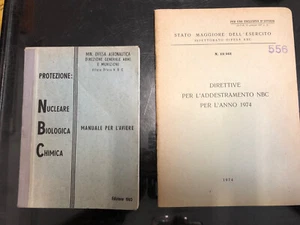 MIN. DIFESA AERONAUTICA
DIREZIONE GENERALE ARMI
E MUNIZIONI
PROTEZIONE:
NUCLEARE
BIOLOGICA
CHIMICA
MANUALE PER L'AVIERE
STATO MAGGIORE DELL'ESERCITO
556
DIRETTIVE
PER L'ADDESTRAMENTO NBC
PER L'ANNO 1974
1974